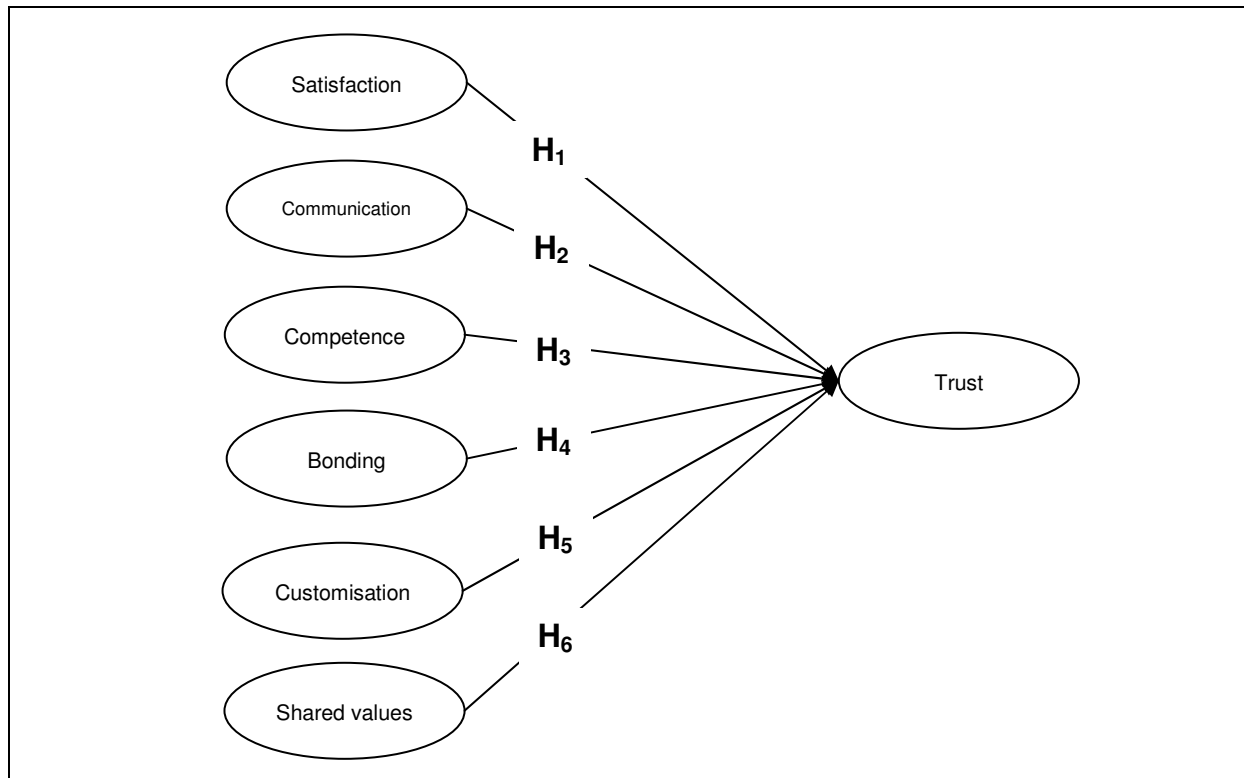 Satisfaction
H1
Communication
H2
Competence
H3
Trust
Bonding
H4
Customisation
H5
Shared values
H6